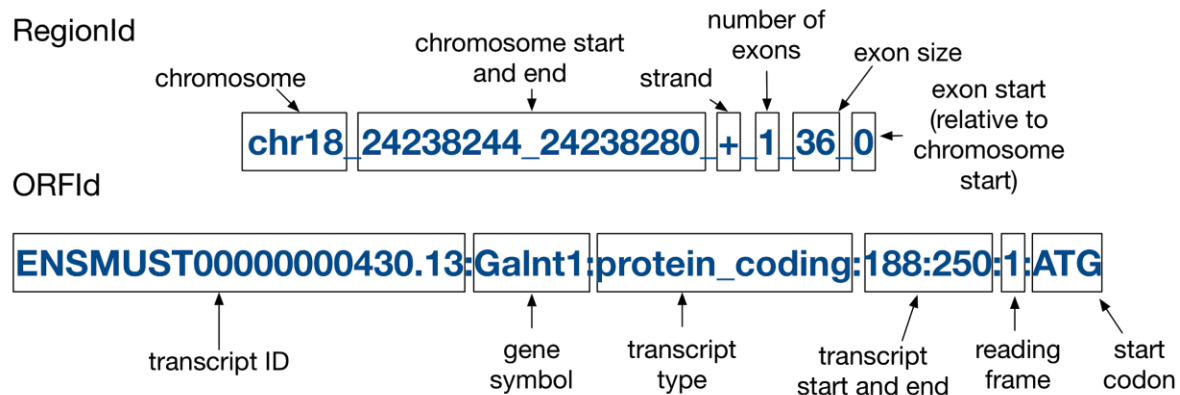 RegionId
chromosome
chromosome start
and end
strand
number of
exons
exon size
exon start
(relative to
chromosome
start)
chr18_24238244_24238280_+_1_36_0
ORFId
ENSMUST00000000430.13:Galnt1:protein_coding:188:250:1:ATG
transcript ID
gene
symbol
transcript
type
transcript
start and end
reading
frame
start
codon